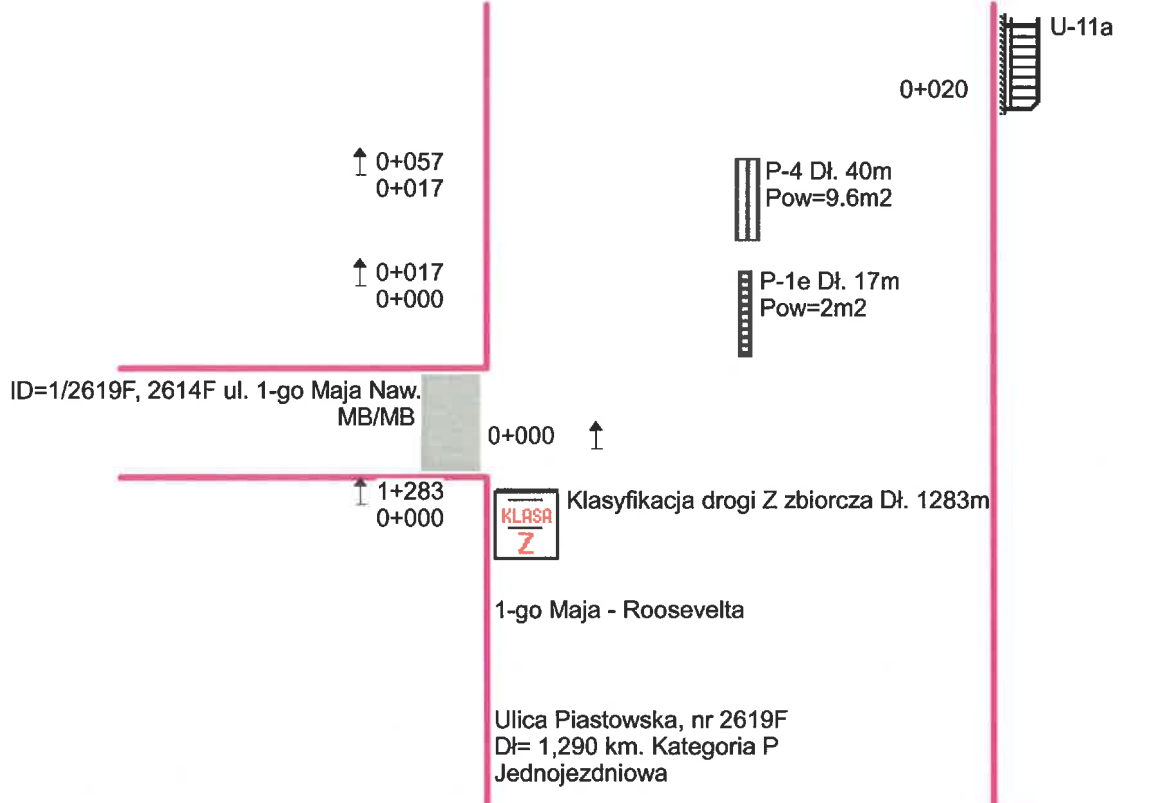 U-11a
0+020
0+057
0+017
P-4 Dł. 40m
Pow=9.6m2
0+017
0+000
P-1e Dł. 17m
Pow=2m2
ID=1/2619F, 2614F ul. 1-go Maja Naw.
MB/MB
0+000
1+283
0+000
KLASA
Z
Klasyfikacja drogi Z zbiorcza Dł. 1283m
1-go Maja - Roosevelta
Ulica Piastowska, nr 2619F
Dł= 1,290 km. Kategoria P
Jednojezdniowa